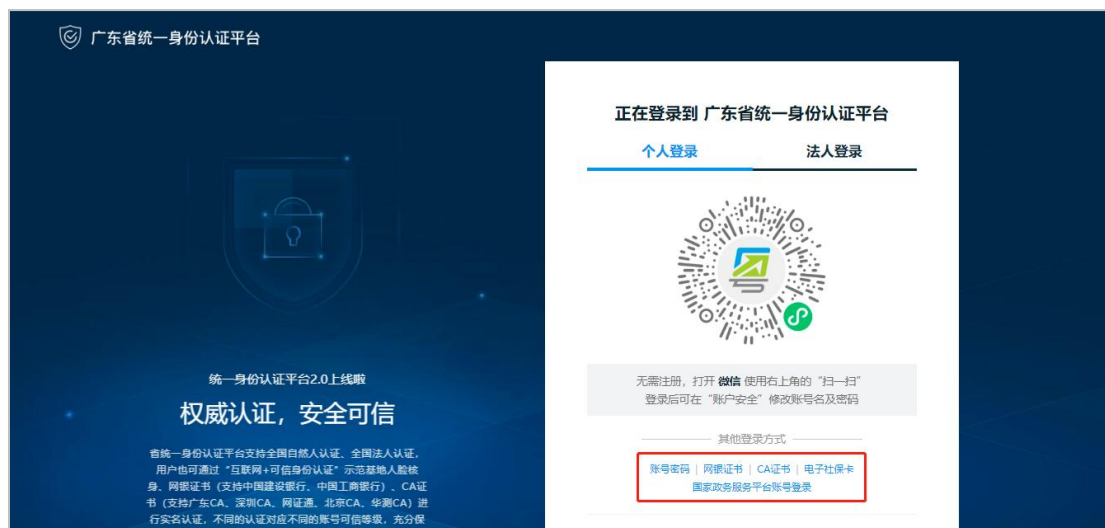 广东省统一身份认证平台
正在登录到 广东省统一身份认证平台
个人登录 法人登录
无需注册，打开 微信 使用右上角的“扫一扫”
登录后可在“账户安全”修改账号名及密码
其他登录方式
账号密码 | 网银证书 | CA证书 | 电子社保卡
国家政务服务平台账号登录
统一身份认证平台2.0上线啦
权威认证，安全可信
省统一身份认证平台支持全国自然人认证、全国法人认证，
用户也可通过“互联网+可信身份认证”示范基地人脸核
身、网银证书（支持中国建设银行、中国工商银行）、CA证
书（支持广东CA、深圳CA、网证通、北京CA、华测CA）进
行实名认证，不同的认证对应不同的账号可信等级，充分保